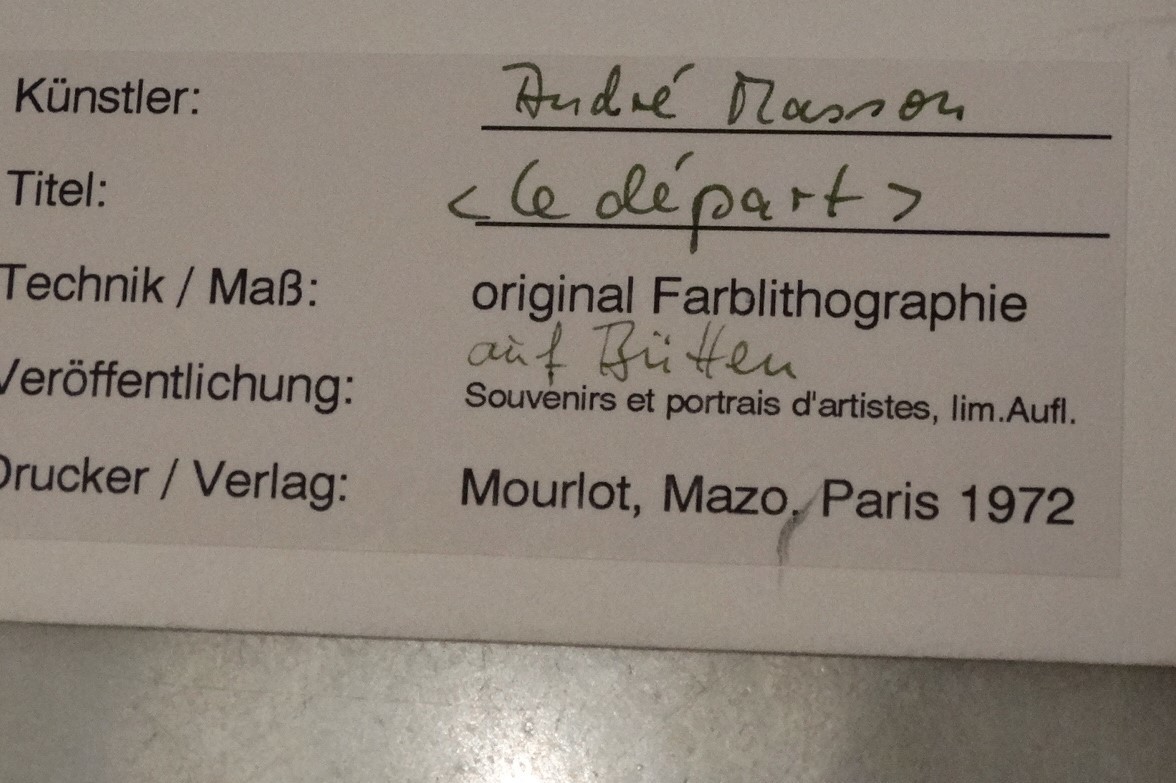 Künstler: André Masson
Titel: <le départ>
Technik / Maß: original Farblithographie
auf Bütten
Veröffentlichung: Souvenirs et portrais d'artistes, lim.Aufl.
Drucker / Verlag: Mourlot, Mazo, Paris 1972